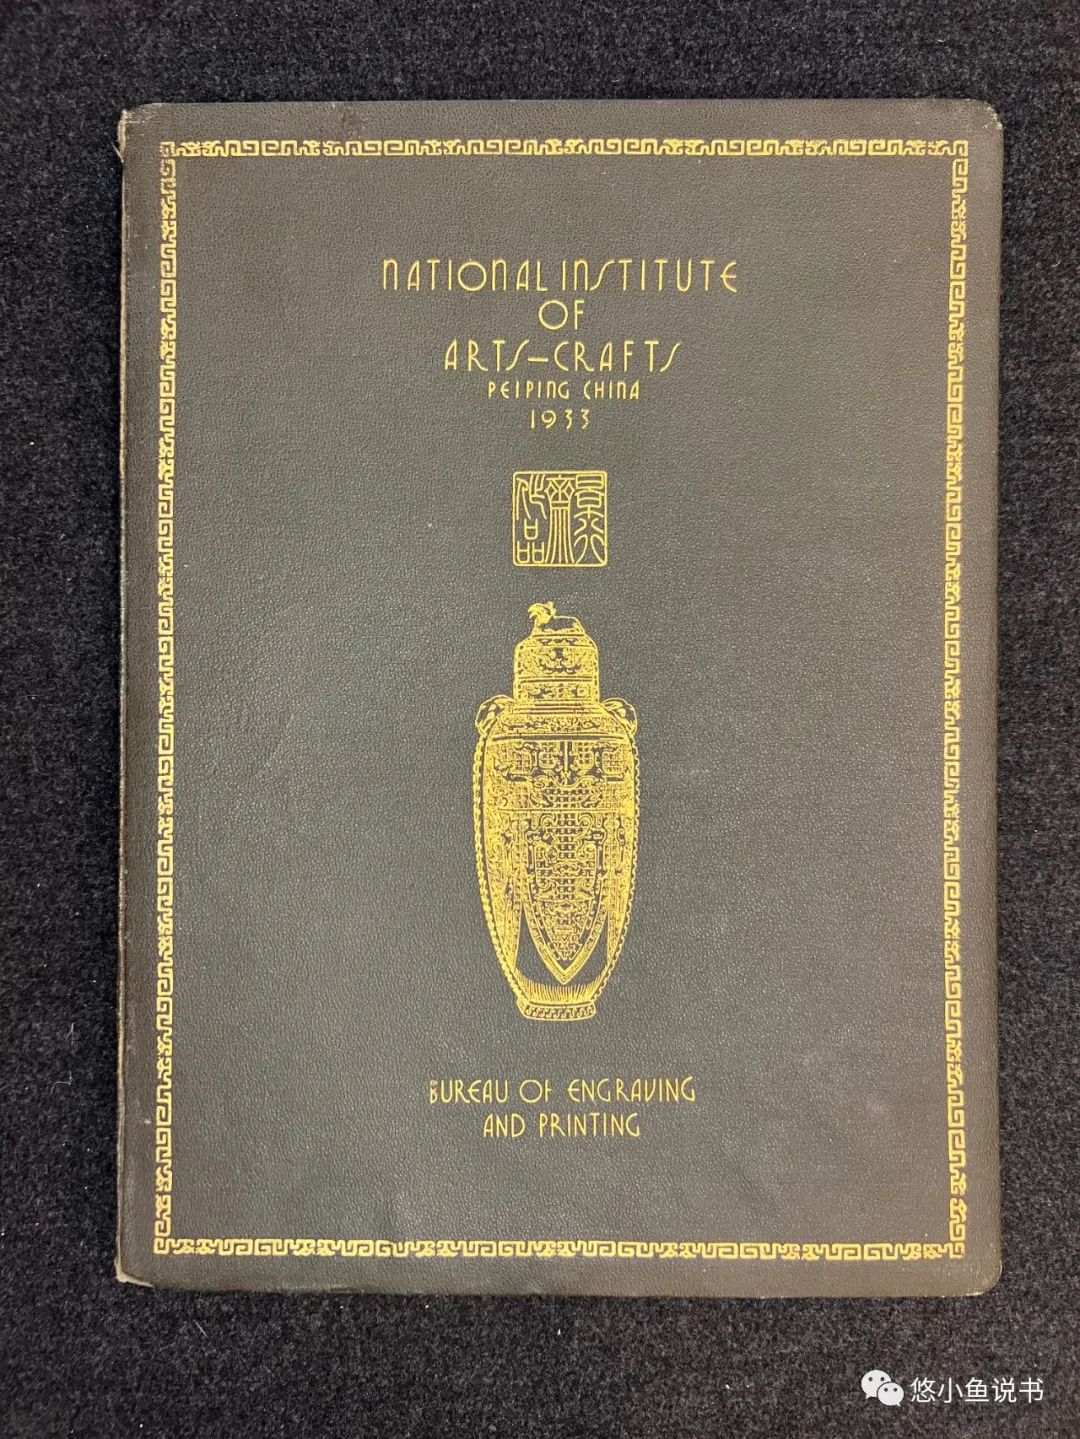 NATIONAL INSTITUTE
OF
ARTS–CRAFTS
PEIPING CHINA
1933
BUREAU OF ENGRAVING
AND PRINTING
悠小鱼说书